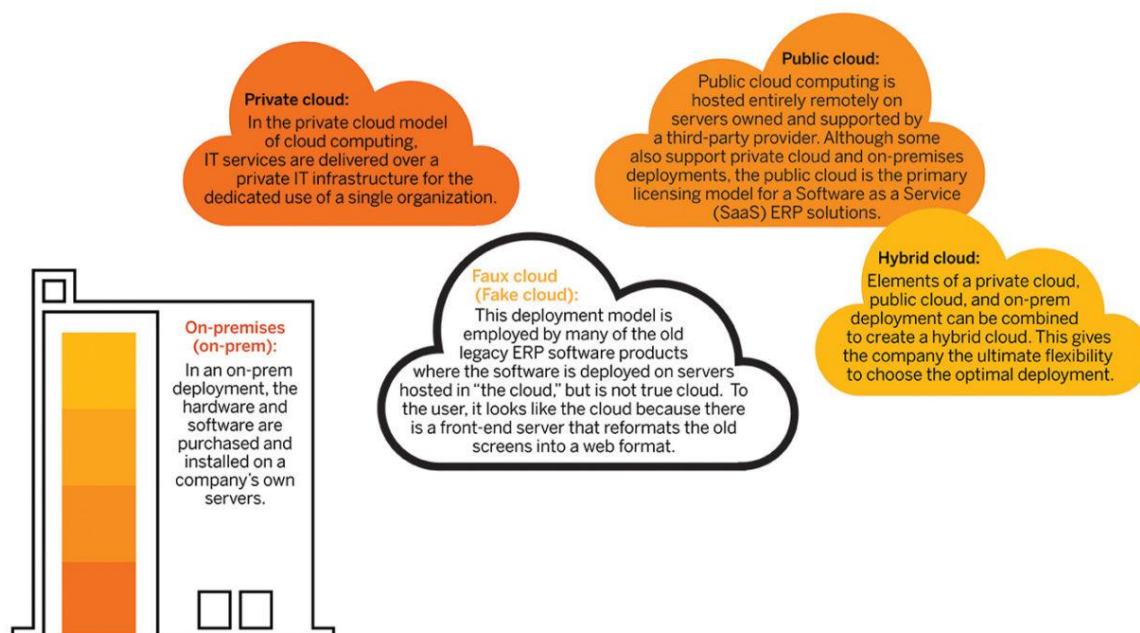 Private cloud:
In the private cloud model
of cloud computing,
IT services are delivered over a
private IT infrastructure for the
dedicated use of a single organization.
Public cloud:
Public cloud computing is
hosted entirely remotely on
servers owned and supported by
a third-party provider. Although some
also support private cloud and on-premises
deployments, the public cloud is the primary
licensing model for a Software as a Service
(SaaS) ERP solutions.
Hybrid cloud:
Elements of a private cloud,
public cloud, and on-prem
deployment can be combined
to create a hybrid cloud. This gives
the company the ultimate flexibility
to choose the optimal deployment.
Faux cloud
(Fake cloud):
This deployment model is
employed by many of the old
legacy ERP software products
where the software is deployed on servers
hosted in “the cloud,” but is not true cloud. To
the user, it looks like the cloud because there
is a front-end server that reformats the old
screens into a web format.
On-premises
(on-prem):
In an on-prem
deployment, the
hardware and
software are
purchased and
installed on a
company’s own
servers.